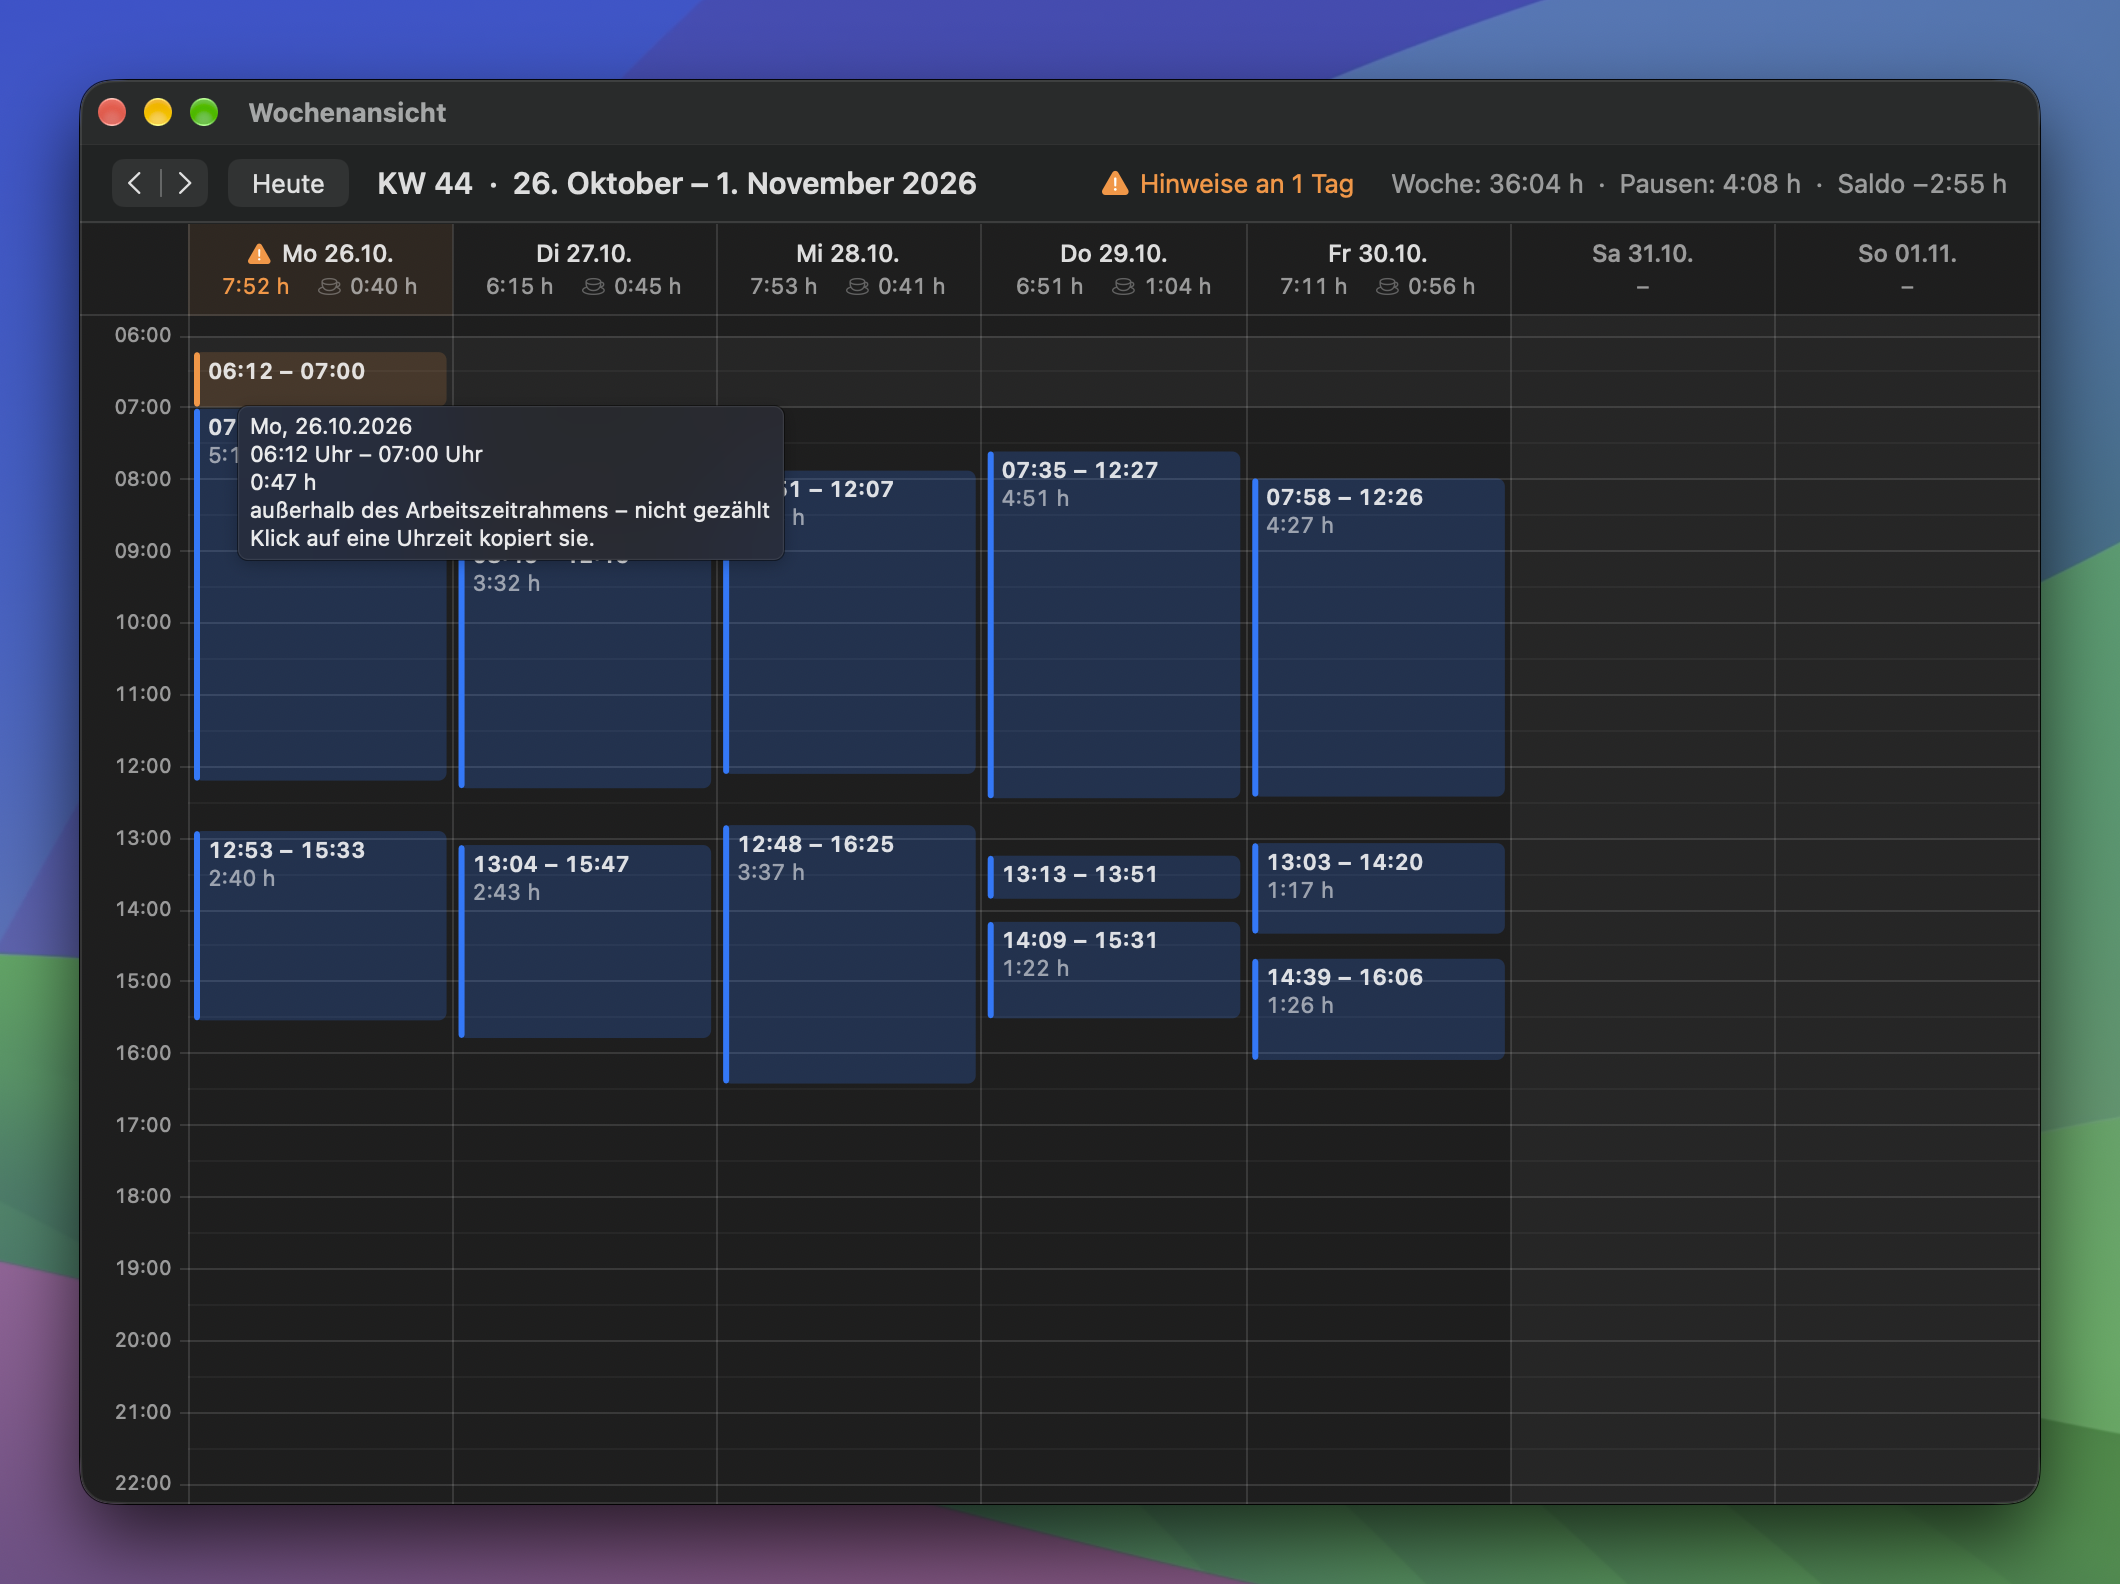 Wochenansicht
Heute
KW 44 · 26. Oktober – 1. November 2026
Hinweise an 1 Tag
Woche: 36:04 h · Pausen: 4:08 h · Saldo −2:55 h
Mo 26.10.
7:52 h 0:40 h
Di 27.10.
6:15 h 0:45 h
Mi 28.10.
7:53 h 0:41 h
Do 29.10.
6:51 h 1:04 h
Fr 30.10.
7:11 h 0:56 h
Sa 31.10.
–
So 01.11.
–
06:00
07:00
08:00
09:00
10:00
11:00
12:00
13:00
14:00
15:00
16:00
17:00
18:00
19:00
20:00
21:00
22:00
06:12 – 07:00
07
5:1
Mo, 26.10.2026
06:12 Uhr – 07:00 Uhr
0:47 h
außerhalb des Arbeitszeitrahmens – nicht gezählt
Klick auf eine Uhrzeit kopiert sie.
12:53 – 15:33
2:40 h
3:32 h
13:04 – 15:47
2:43 h
1 – 12:07
h
12:48 – 16:25
3:37 h
07:35 – 12:27
4:51 h
13:13 – 13:51
14:09 – 15:31
1:22 h
07:58 – 12:26
4:27 h
13:03 – 14:20
1:17 h
14:39 – 16:06
1:26 h